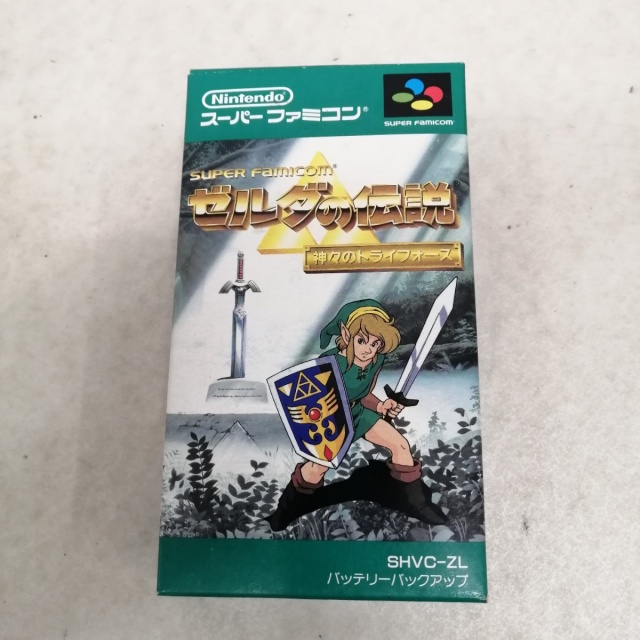 Nintendo
スーパーファミコン®
SUPER FAMICOM
SUPER FAMICOM®
ゼルダの伝説
神々のトライフォース
SHVC-ZL
バッテリーバックアップ